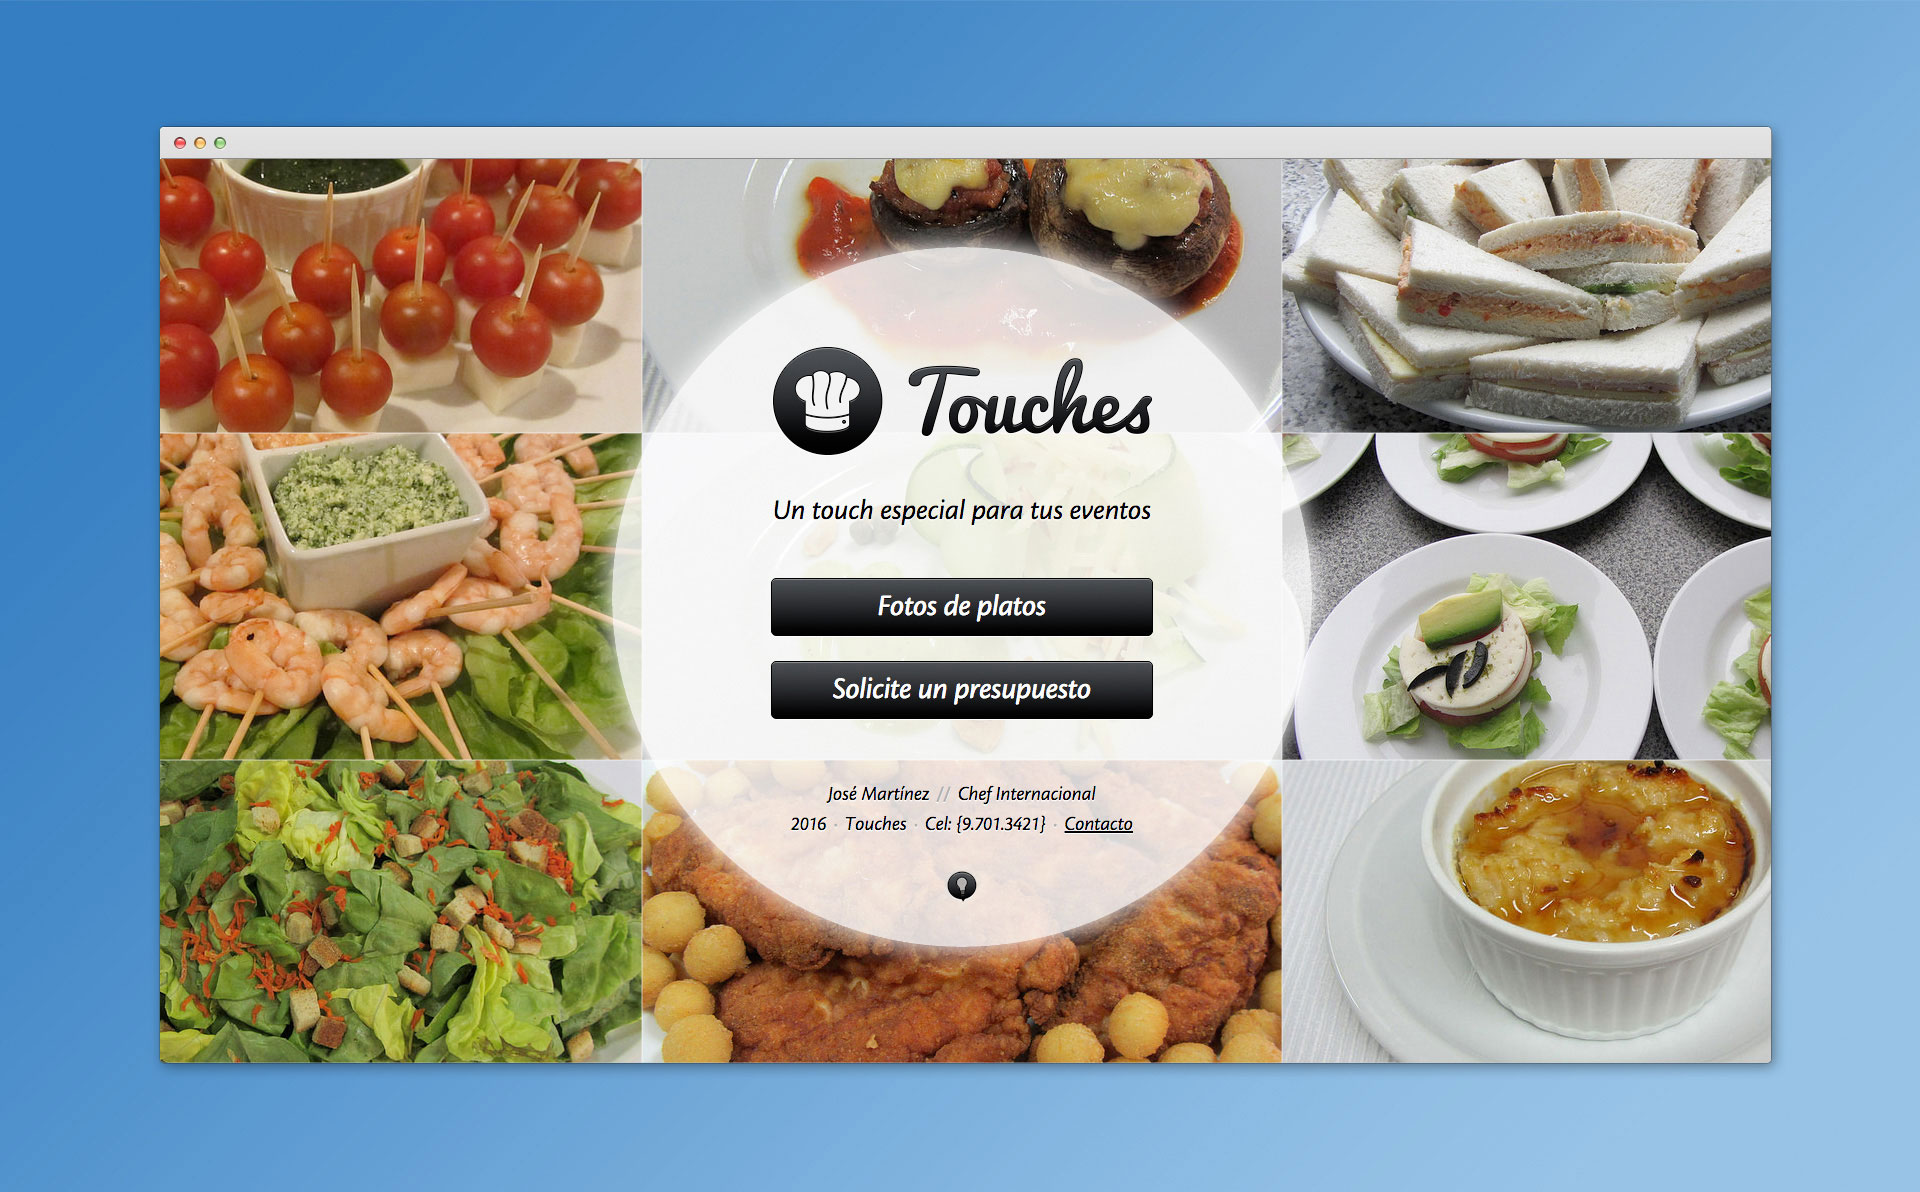 Touches
Un touch especial para tus eventos
Fotos de platos
Solicite un presupuesto
José Martínez // Chef Internacional
2016 · Touches · Cel: {9.701.3421} · Contacto